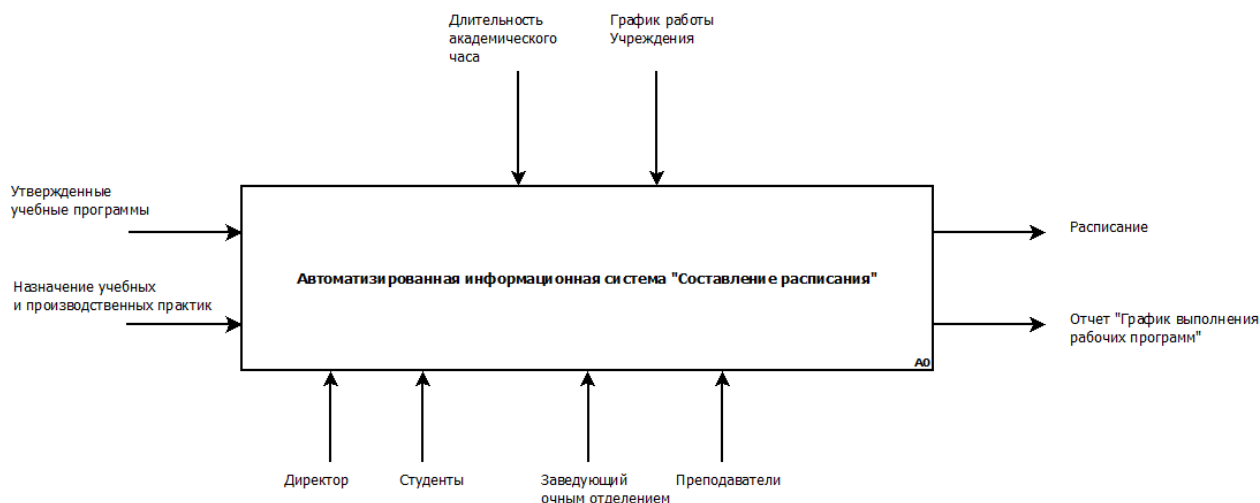 Длительность
академического
часа
График работы
Учреждения
Утвержденные
учебные программы
Назначение учебных
и производственных практик
Автоматизированная информационная система "Составление расписания"
A0
Расписание
Отчет "График выполнения
рабочих программ"
Директор
Студенты
Заведующий
очным отделением
Преподаватели